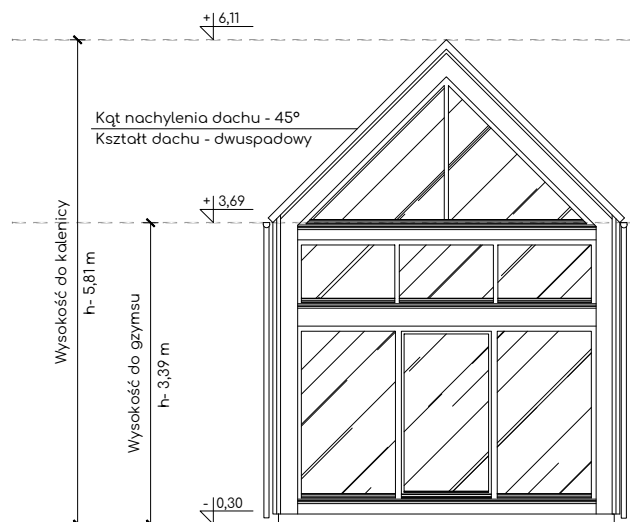 + 6,11
Kąt nachylenia dachu - 45°
Kształt dachu - dwuspadowy
+ 3,69
Wysokość do kalenicy
h- 5,81 m
Wysokość do gzymsu
h- 3,39 m
- 0,30